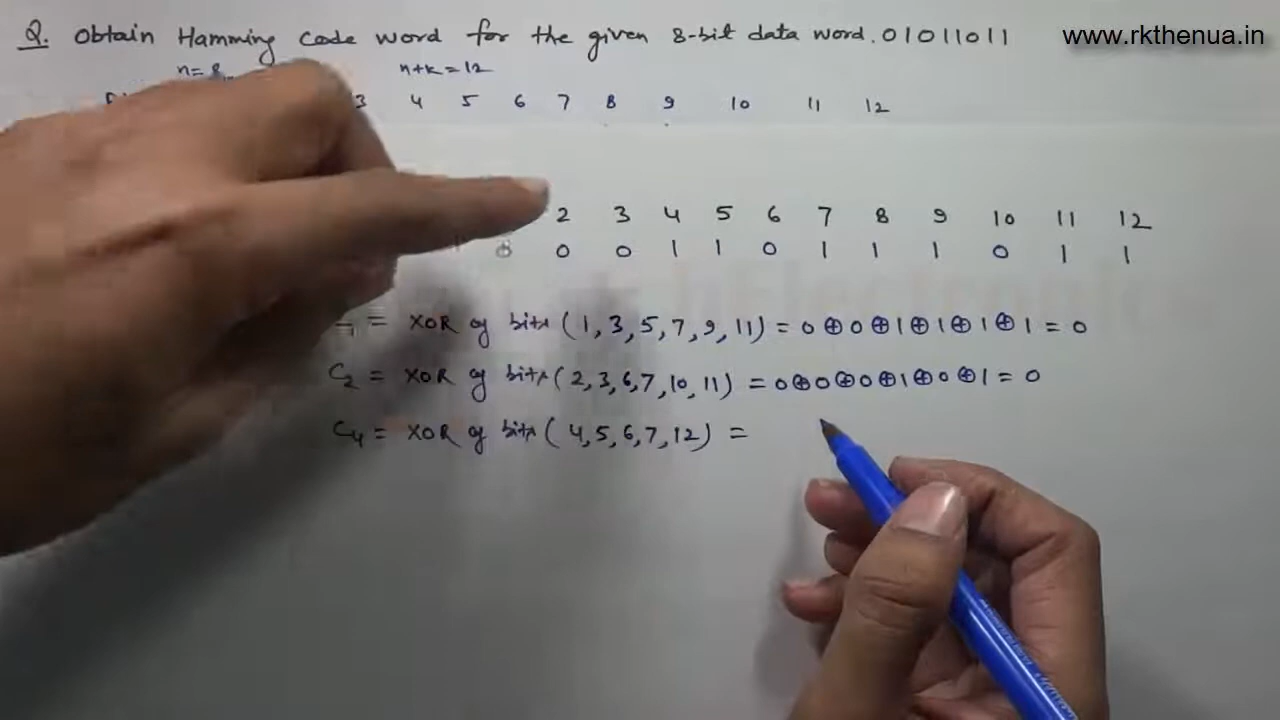 Q. Obtain Hamming code word for the given 8-bit data word. 01011011
www.rkthenua.in
n=8 n+k=12
3 4 5 6 7 8 9 10 11 12
2 3 4 5 6 7 8 9 10 11 12
0 0 1 1 0 1 1 1 0 1 1
= XOR of bits (1,3,5,7,9,11) = 0⊕0⊕1⊕1⊕1⊕1 = 0
C2 = XOR of bits (2,3,6,7,10,11) = 0⊕0⊕0⊕1⊕0⊕1 = 0
C4 = XOR of bits (4,5,6,7,12) =